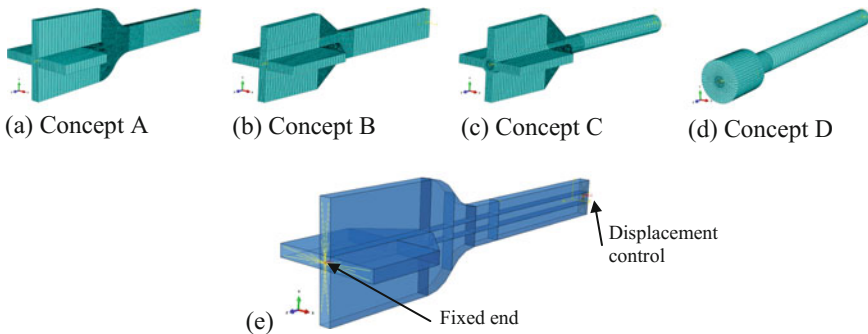 (a) Concept A
(b) Concept B
(c) Concept C
(d) Concept D
Displacement
control
Fixed end
(e)